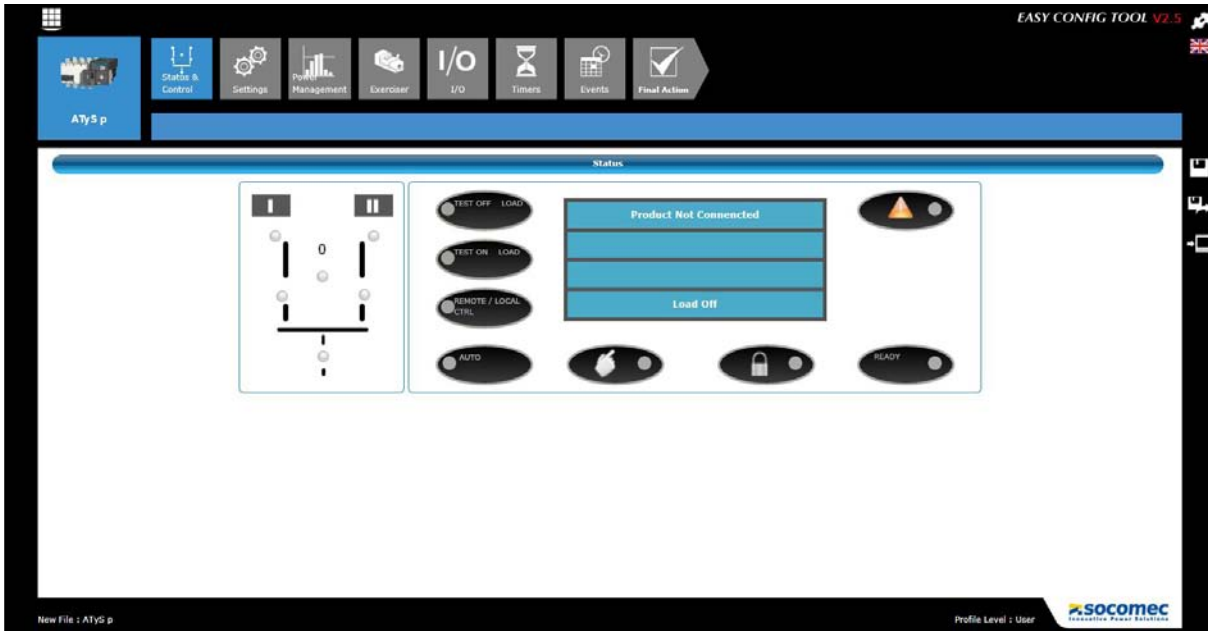 EASY CONFIG TOOL V2.5
ATyS p
Status & Control
Settings
Power Management
Exerciser
I/O
I/O
Timers
Events
Final Action
Status
I
II
0
TEST OFF LOAD
TEST ON LOAD
REMOTE / LOCAL CTRL
AUTO
Product Not Connencted
Load Off
READY
New File : ATyS p
Profile Level : User
socomec
Innovative Power Solutions